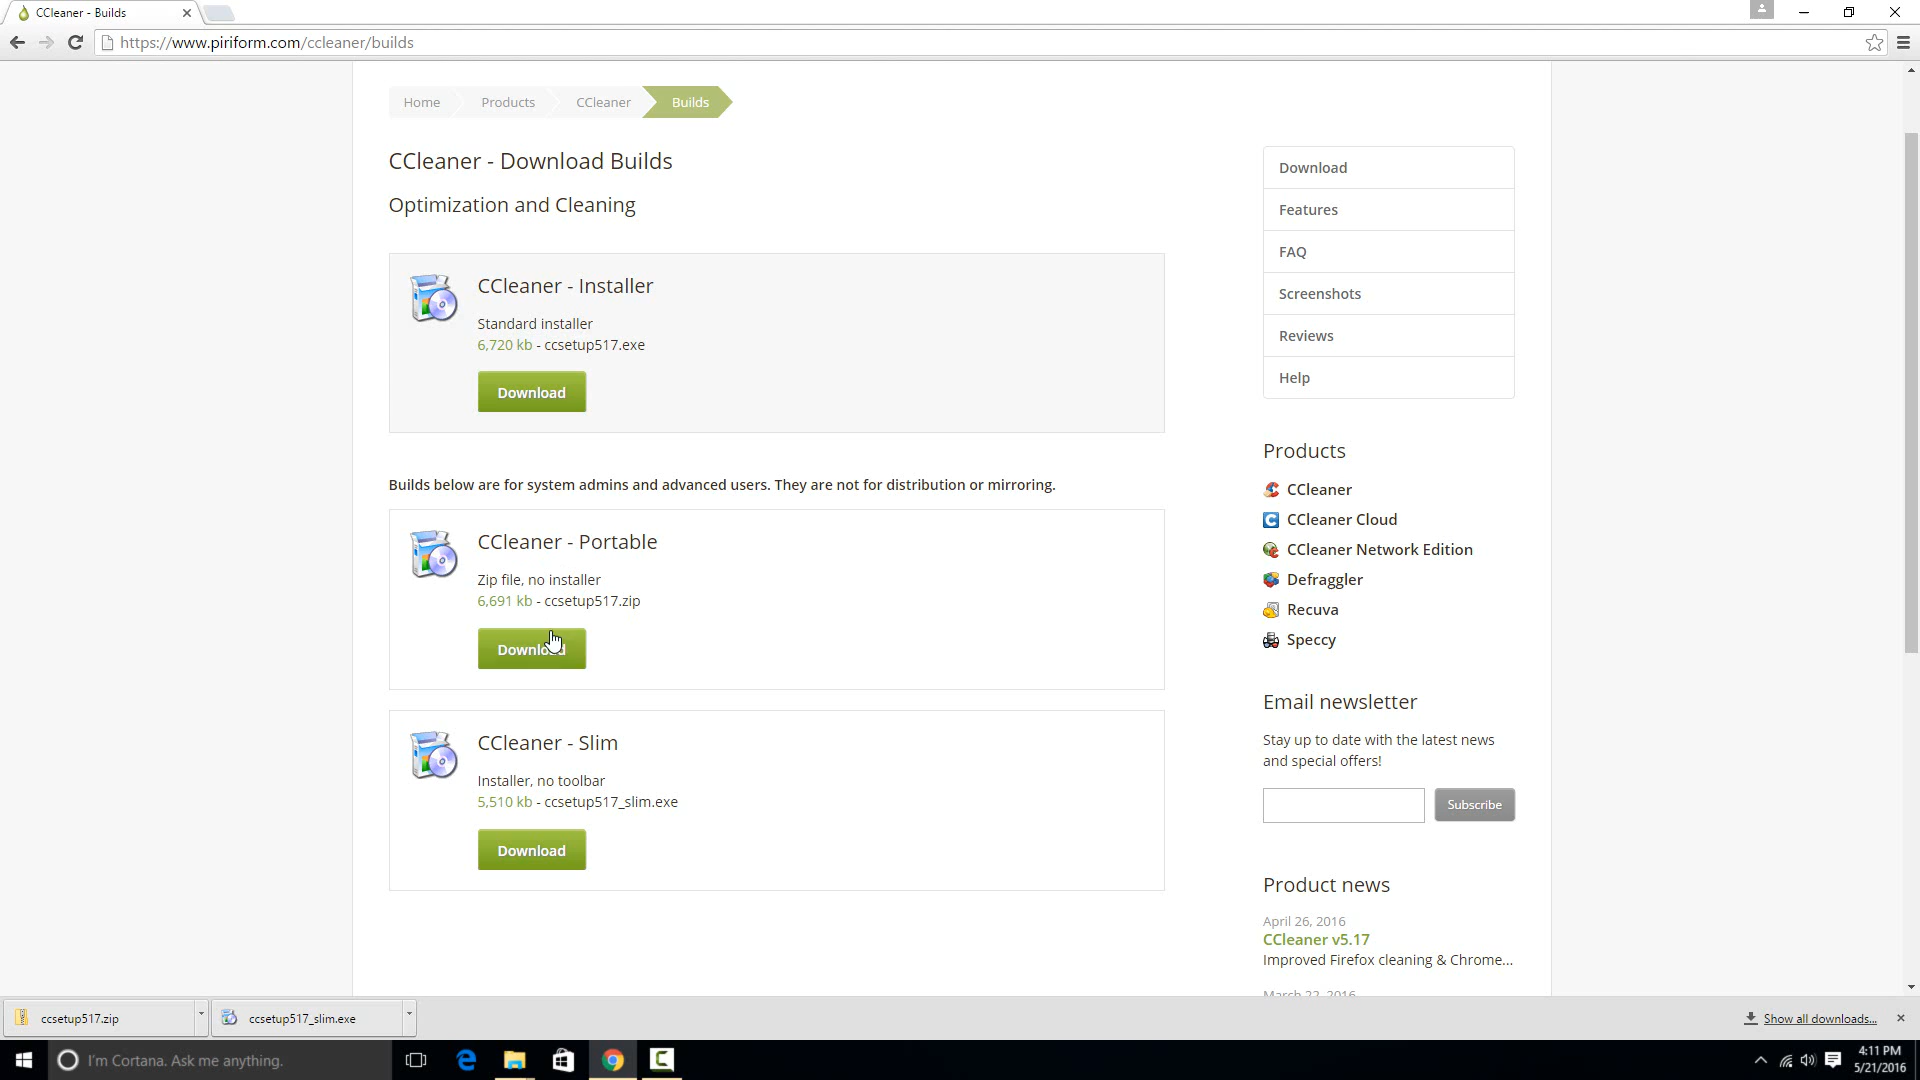 CCleaner - Builds
https://www.piriform.com/ccleaner/builds
Home Products CCleaner Builds
CCleaner - Download Builds
Optimization and Cleaning
CCleaner - Installer
Standard installer
6,720 kb - ccsetup517.exe
Download
Builds below are for system admins and advanced users. They are not for distribution or mirroring.
CCleaner - Portable
Zip file, no installer
6,691 kb - ccsetup517.zip
Download
CCleaner - Slim
Installer, no toolbar
5,510 kb - ccsetup517_slim.exe
Download
Download
Features
FAQ
Screenshots
Reviews
Help
Products
CCleaner
CCleaner Cloud
CCleaner Network Edition
Defraggler
Recuva
Speccy
Email newsletter
Stay up to date with the latest news
and special offers!
Subscribe
Product news
April 26, 2016
CCleaner v5.17
Improved Firefox cleaning & Chrome...
March 22, 2016
ccsetup517.zip
ccsetup517_slim.exe
Show all downloads...
I'm Cortana. Ask me anything.
4:11 PM
5/21/2016